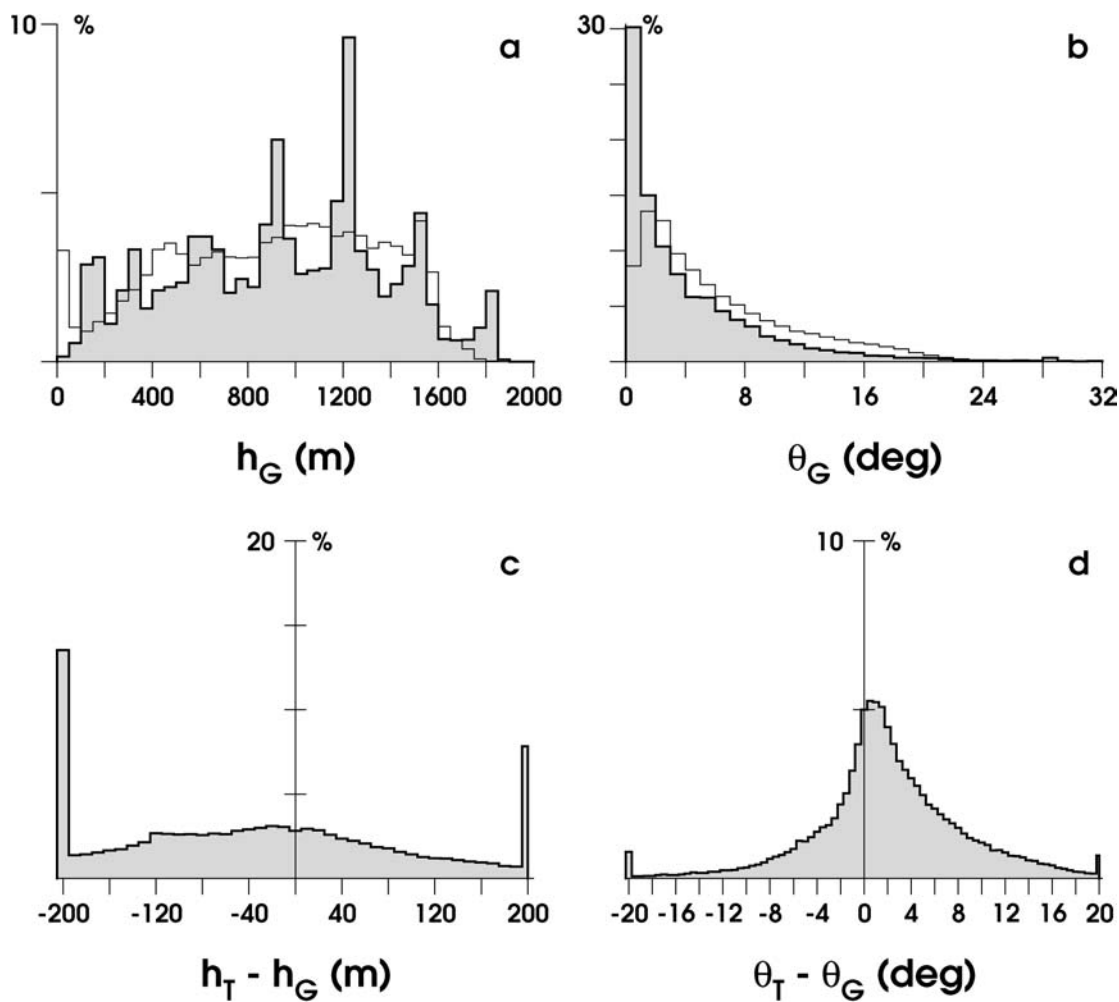 10 % a
0 400 800 1200 1600 2000
h_G (m)
30 % b
0 8 16 24 32
θ_G (deg)
20 % c
-200 -120 -40 40 120 200
h_T - h_G (m)
10 % d
-20 -16 -12 -8 -4 0 4 8 12 16 20
θ_T - θ_G (deg)